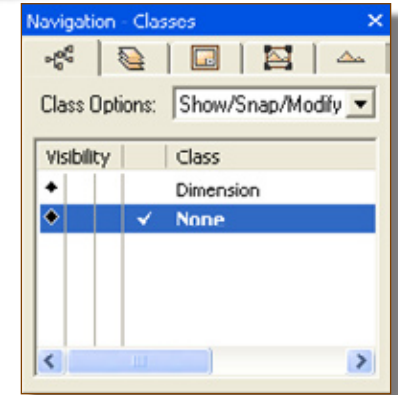 Navigation - Classes
Class Options: Show/Snap/Modify
Visibility Class
Dimension
None